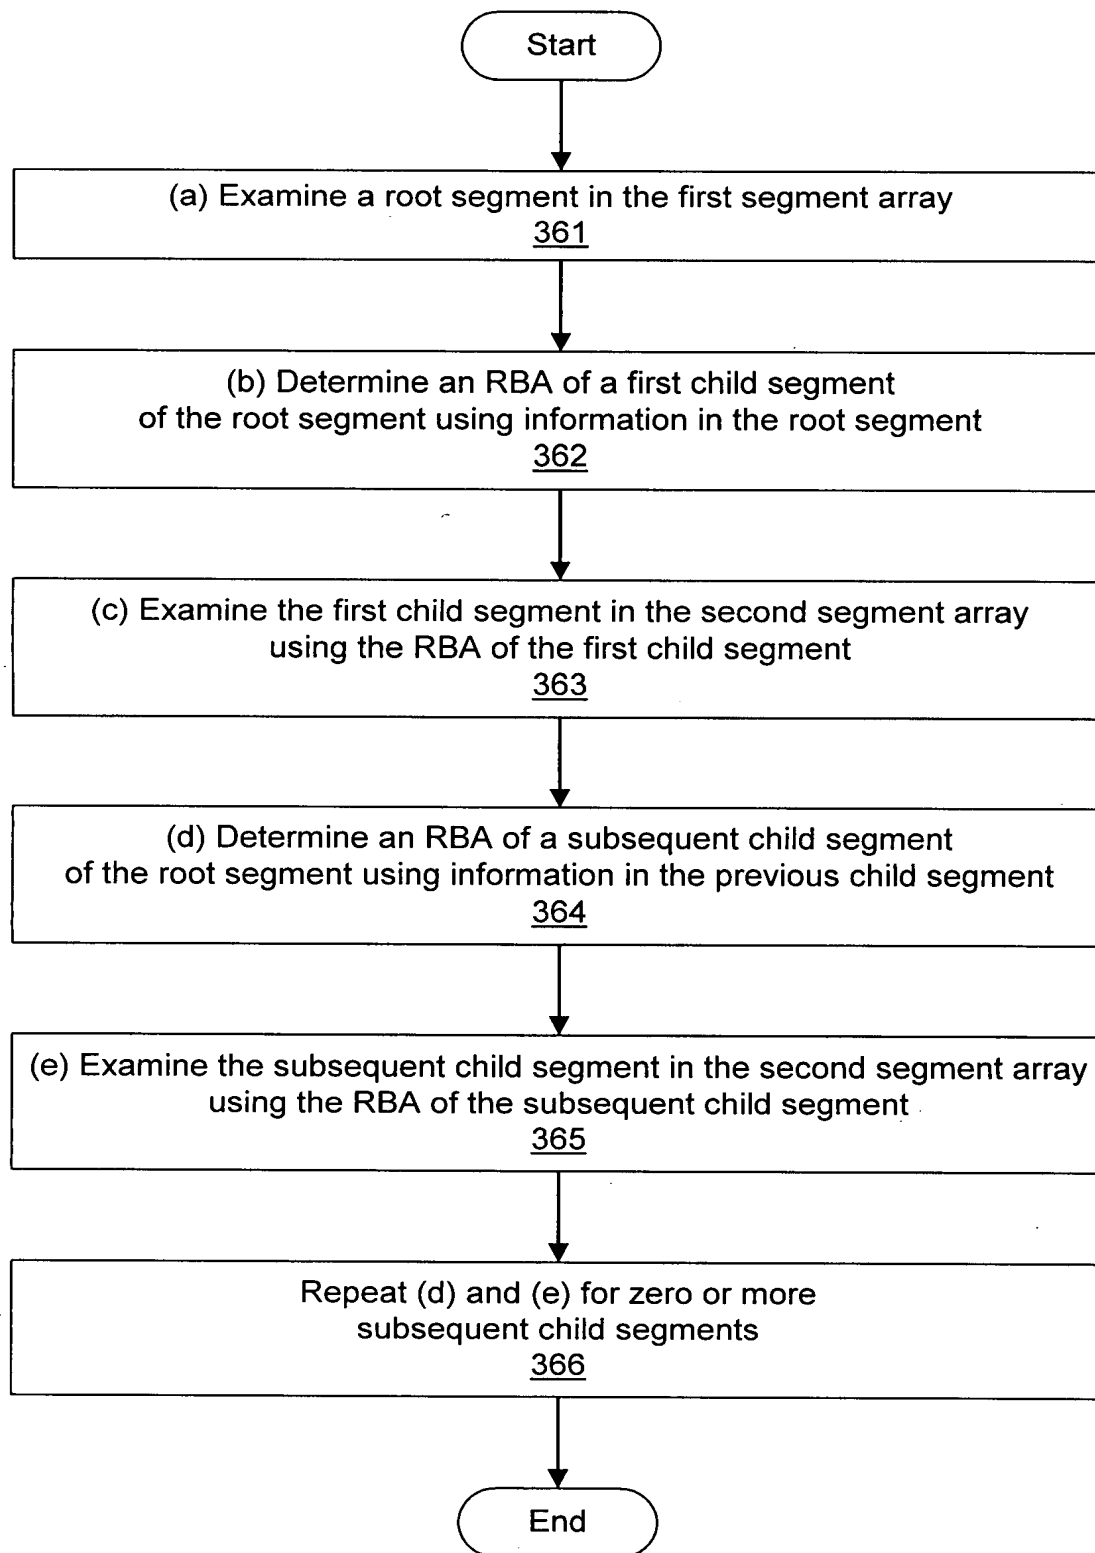 Start
(a) Examine a root segment in the first segment array
361
(b) Determine an RBA of a first child segment
of the root segment using information in the root segment
362
(c) Examine the first child segment in the second segment array
using the RBA of the first child segment
363
(d) Determine an RBA of a subsequent child segment
of the root segment using information in the previous child segment
364
(e) Examine the subsequent child segment in the second segment array
using the RBA of the subsequent child segment
365
Repeat (d) and (e) for zero or more
subsequent child segments
366
End